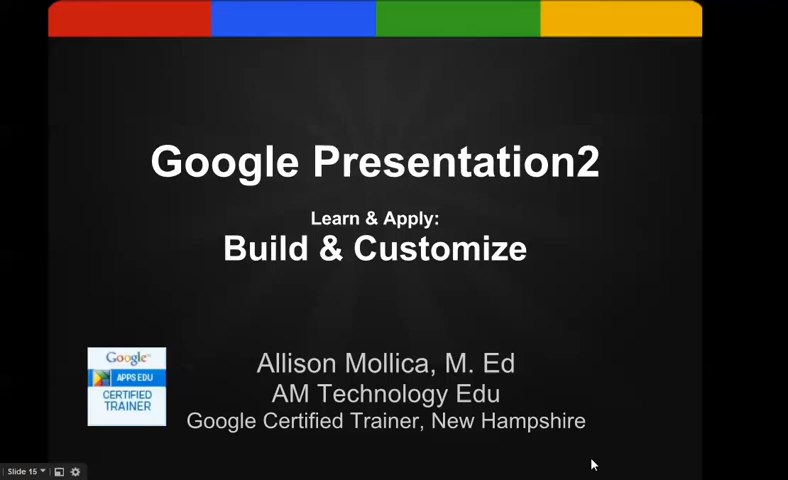 Google Presentation2
Learn & Apply:
Build & Customize
Google
APPS EDU
CERTIFIED
TRAINER
Allison Mollica, M. Ed
AM Technology Edu
Google Certified Trainer, New Hampshire
Slide 15